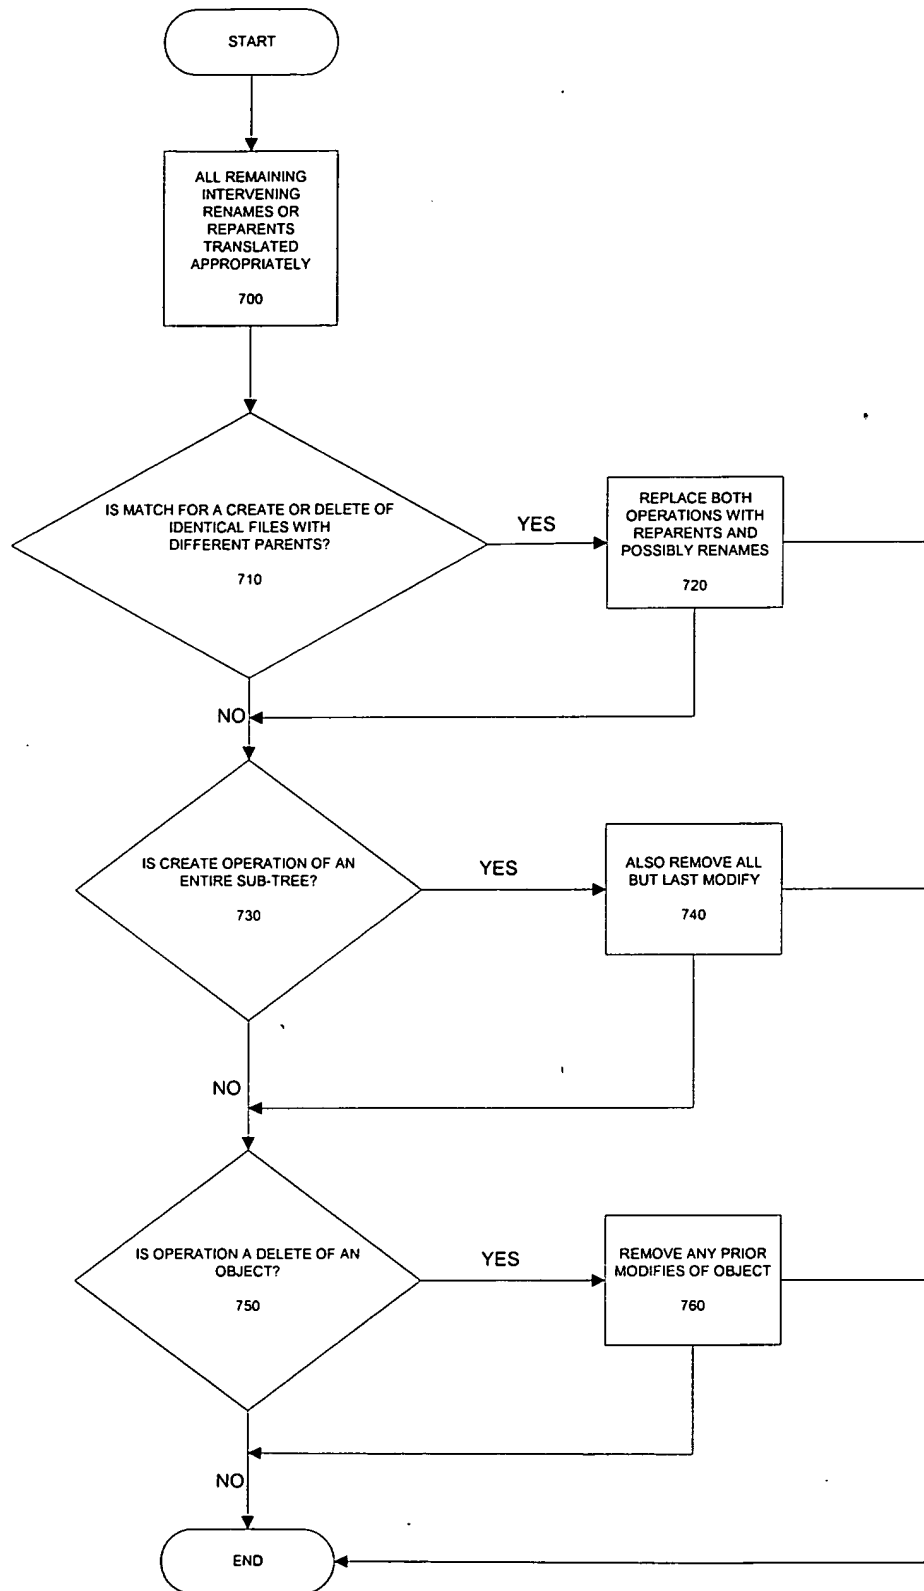 START
ALL REMAINING
INTERVENING
RENAMES OR
REPARENTS
TRANSLATED
APPROPRIATELY
700
IS MATCH FOR A CREATE OR DELETE OF
IDENTICAL FILES WITH
DIFFERENT PARENTS?
710
YES
REPLACE BOTH
OPERATIONS WITH
REPARENTS AND
POSSIBLY RENAMES
720
NO
IS CREATE OPERATION OF AN
ENTIRE SUB-TREE?
730
YES
ALSO REMOVE ALL
BUT LAST MODIFY
740
NO
IS OPERATION A DELETE OF AN
OBJECT?
750
YES
REMOVE ANY PRIOR
MODIFIES OF OBJECT
760
NO
END